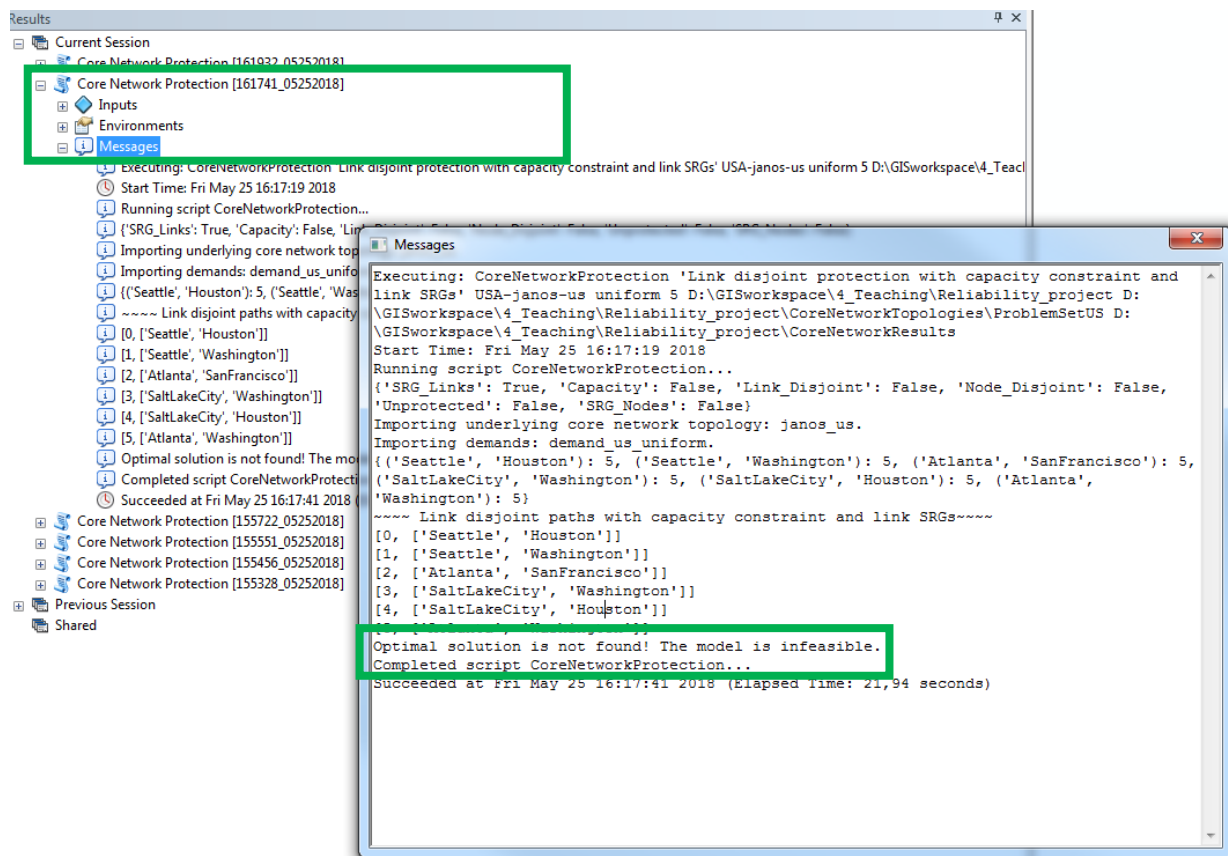 Results
Current Session
Core Network Protection [161932_05252018]
Core Network Protection [161741_05252018]
Inputs
Environments
Messages
Executing: CoreNetworkProtection 'Link disjoint protection with capacity constraint and link SRGs' USA-janos-us uniform 5 D:\GISworkspace\4_Teacl
Start Time: Fri May 25 16:17:19 2018
Running script CoreNetworkProtection...
{'SRG_Links': True, 'Capacity': False, 'Lin
Importing underlying core network top
Importing demands: demand_us_unifo
{('Seattle', 'Houston'): 5, ('Seattle', 'Was
~~~~ Link disjoint paths with capacity
[0, ['Seattle', 'Houston']]
[1, ['Seattle', 'Washington']]
[2, ['Atlanta', 'SanFrancisco']]
[3, ['SaltLakeCity', 'Washington']]
[4, ['SaltLakeCity', 'Houston']]
[5, ['Atlanta', 'Washington']]
Optimal solution is not found! The mo
Completed script CoreNetworkProtecti
Succeeded at Fri May 25 16:17:41 2018 (
Core Network Protection [155722_05252018]
Core Network Protection [155551_05252018]
Core Network Protection [155456_05252018]
Core Network Protection [155328_05252018]
Previous Session
Shared
Messages
Executing: CoreNetworkProtection 'Link disjoint protection with capacity constraint and
link SRGs' USA-janos-us uniform 5 D:\GISworkspace\4_Teaching\Reliability_project D:
\GISworkspace\4_Teaching\Reliability_project\CoreNetworkTopologies\ProblemSetUS D:
\GISworkspace\4_Teaching\Reliability_project\CoreNetworkResults
Start Time: Fri May 25 16:17:19 2018
Running script CoreNetworkProtection...
{'SRG_Links': True, 'Capacity': False, 'Link_Disjoint': False, 'Node_Disjoint': False,
'Unprotected': False, 'SRG_Nodes': False}
Importing underlying core network topology: janos_us.
Importing demands: demand_us_uniform.
{('Seattle', 'Houston'): 5, ('Seattle', 'Washington'): 5, ('Atlanta', 'SanFrancisco'): 5,
('SaltLakeCity', 'Washington'): 5, ('SaltLakeCity', 'Houston'): 5, ('Atlanta',
'Washington'): 5}
~~~~ Link disjoint paths with capacity constraint and link SRGs~~~~
[0, ['Seattle', 'Houston']]
[1, ['Seattle', 'Washington']]
[2, ['Atlanta', 'SanFrancisco']]
[3, ['SaltLakeCity', 'Washington']]
[4, ['SaltLakeCity', 'Houston']]
Optimal solution is not found! The model is infeasible.
Completed script CoreNetworkProtection...
Succeeded at Fri May 25 16:17:41 2018 (Elapsed Time: 21,94 seconds)